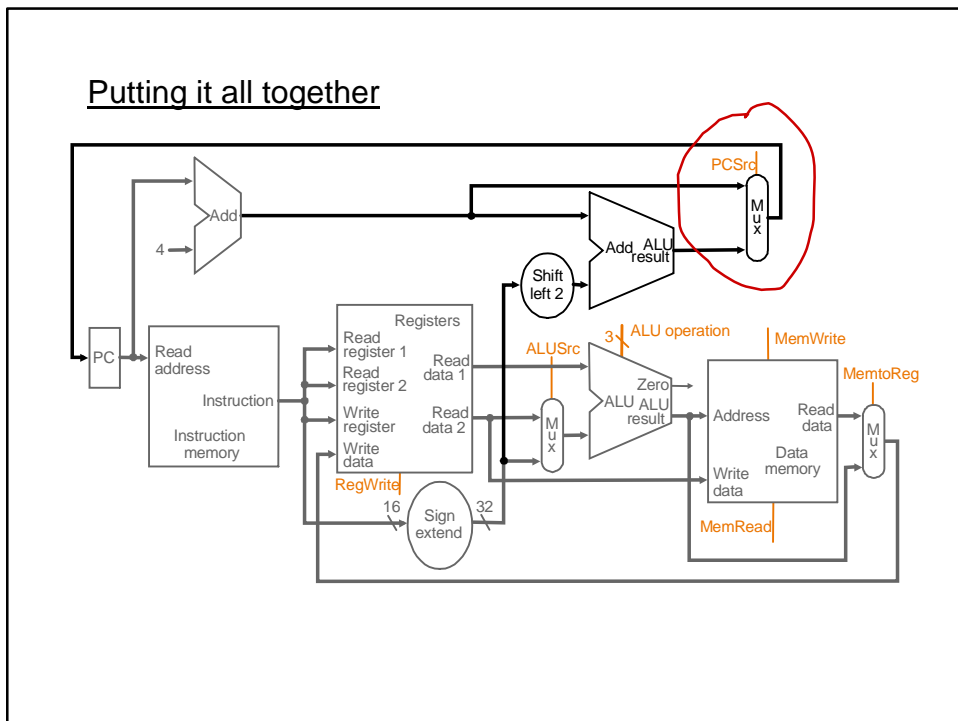 Putting it all together
PCSrc
M
u
x
Add
4
Add
ALU
result
Shift
left 2
PC
Read
address
Instruction
Instruction
memory
Registers
Read
register 1
Read
register 2
Write
register
Write
data
Read
data 1
Read
data 2
RegWrite
16
Sign
extend
32
ALUSrc
M
u
x
3
ALU operation
Zero
ALU
ALU
result
MemWrite
Address
Read
data
Data
memory
Write
data
MemRead
MemtoReg
M
u
x